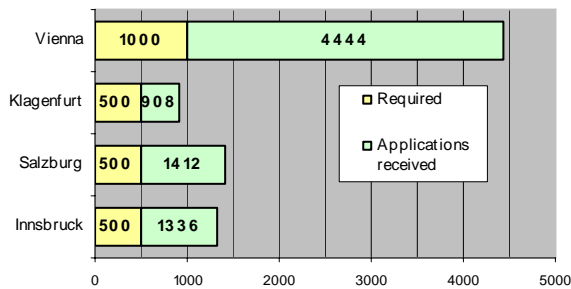 Vienna 1000 4444
Klagenfurt 500 908
Required
Applications
received
Salzburg 500 1412
Innsbruck 500 1336
0 1000 2000 3000 4000 5000